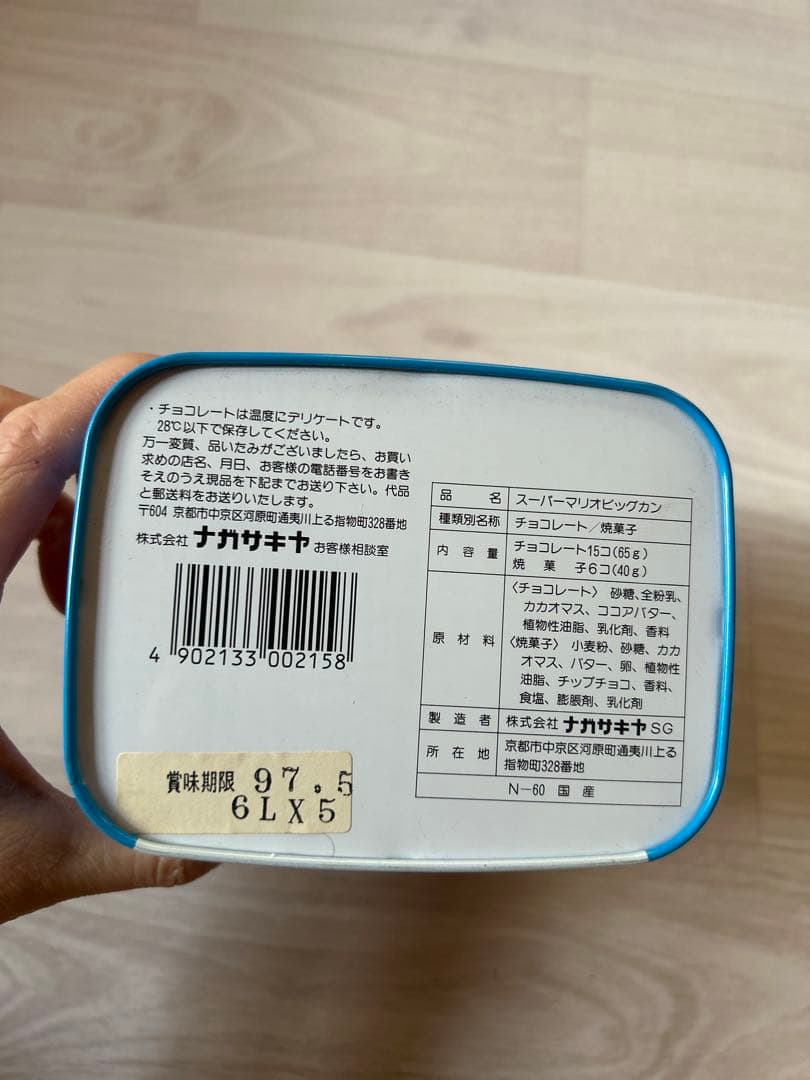 ・チョコレートは温度にデリケートです。
28℃以下で保存してください。
万一変質、品いたみがございましたら、お買い
求めの店名、月日、お客様の電話番号をお書き
そえのうえ現品を下記までお送り下さい。代品
と郵送料をお送りいたします。
〒604 京都市中京区河原町通夷川上る指物町328番地
株式会社 ナガサキヤ お客様相談室
4 902133 002158
賞味期限 97.5
6LX5
品名 スーパーマリオビッグカン
種類別名称 チョコレート／焼菓子
内容量 チョコレート15コ(65g)
焼菓子6コ(40g)
原材料 〈チョコレート〉 砂糖、全粉乳、
カカオマス、ココアバター、
植物性油脂、乳化剤、香料
〈焼菓子〉 小麦粉、砂糖、カカ
オマス、バター、卵、植物性
油脂、チップチョコ、香料、
食塩、膨脹剤、乳化剤
製造者 株式会社 ナガサキヤ SG
所在地 京都市中京区河原町通夷川上る
指物町328番地
N－60 国産